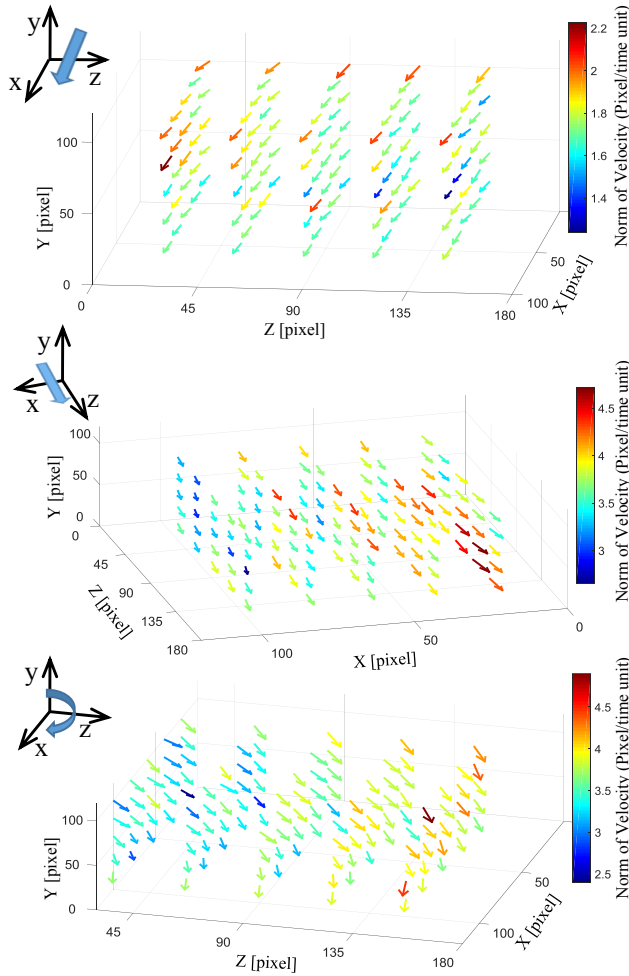 y
x
z
100
50
0
Y [pixel]
0
45
90
135
180
Z [pixel]
50
100
X [pixel]
2.2
2
1.8
1.6
1.4
Norm of Velocity (Pixel/time unit)
y
x
z
100
50
0
Y [pixel]
0
45
90
135
180
Z [pixel]
100
50
0
X [pixel]
4.5
4
3.5
3
Norm of Velocity (Pixel/time unit)
y
x
z
100
50
0
Y [pixel]
45
90
135
180
Z [pixel]
50
100
X [pixel]
4.5
4
3.5
3
2.5
Norm of Velocity (Pixel/time unit)